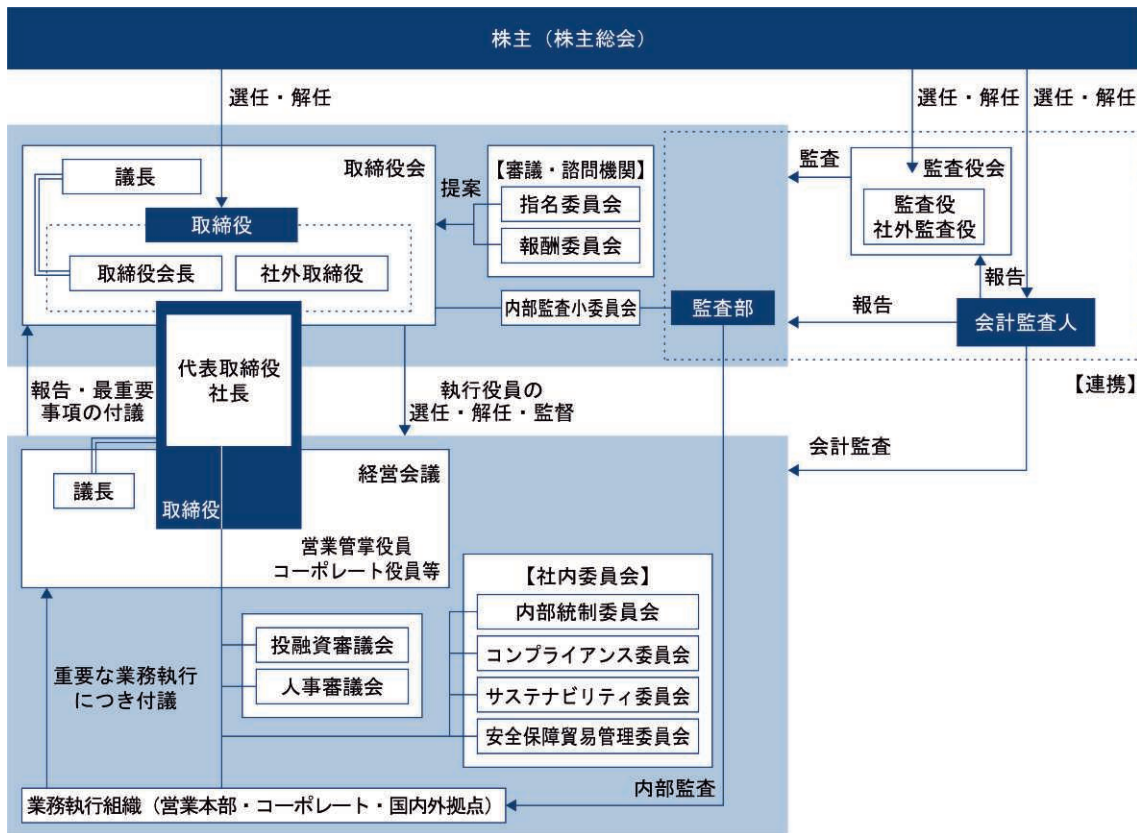 株主（株主総会）
選任・解任
選任・解任
選任・解任
取締役会
議長
取締役
取締役会長
社外取締役
提案
【審議・諮問機関】
指名委員会
報酬委員会
内部監査小委員会
監査部
監査
監査役会
監査役
社外監査役
報告
報告
会計監査人
【連携】
代表取締役
社長
報告・最重要
事項の付議
執行役員の
選任・解任・監督
会計監査
経営会議
議長
取締役
営業管掌役員
コーポレート役員等
【社内委員会】
内部統制委員会
コンプライアンス委員会
サステナビリティ委員会
安全保障貿易管理委員会
投融資審議会
人事審議会
重要な業務執行
につき付議
内部監査
業務執行組織（営業本部・コーポレート・国内外拠点）